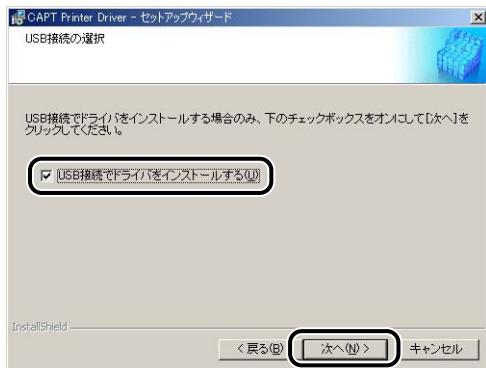 CAPT Printer Driver - セットアップウィザード
USB接続の選択
USB接続でドライバをインストールする場合のみ、下のチェックボックスをオンにして[次へ]を
クリックしてください。
USB接続でドライバをインストールする(U)
InstallShield
< 戻る(B) 次へ(N) > キャンセル